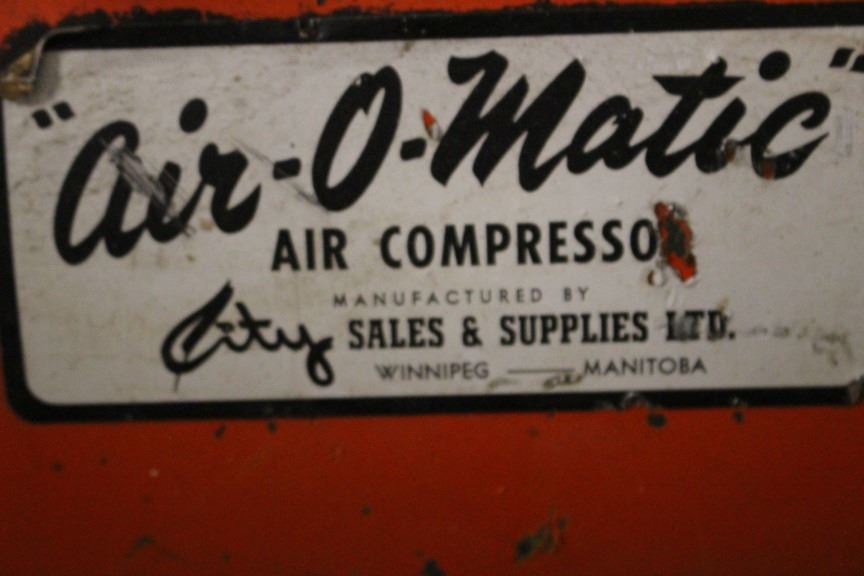 "Air-O-Matic"
AIR COMPRESSO
MANUFACTURED BY
City SALES & SUPPLIES LTD.
WINNIPEG — MANITOBA